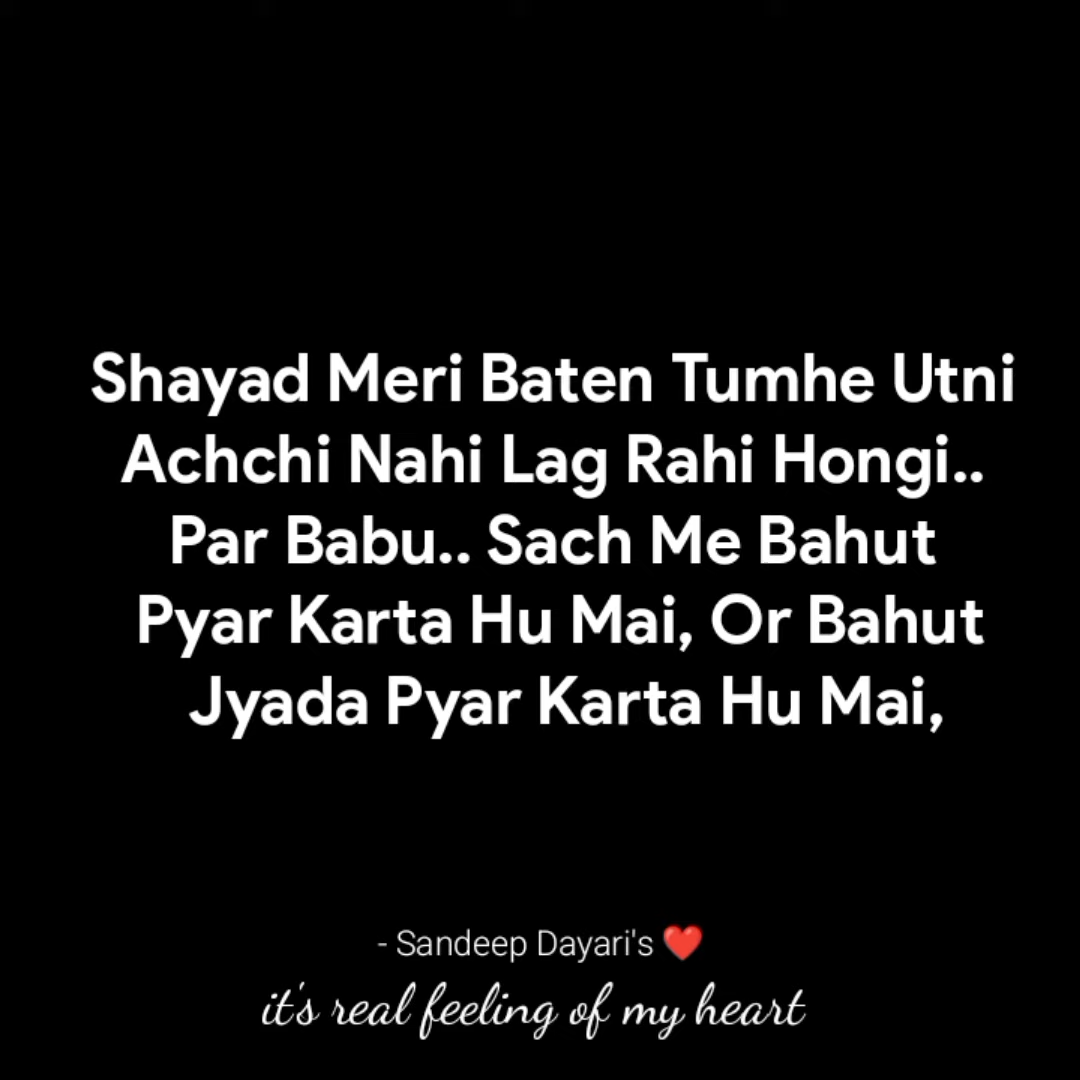 Shayad Meri Baten Tumhe Utni
Achchi Nahi Lag Rahi Hongi..
Par Babu.. Sach Me Bahut
Pyar Karta Hu Mai, Or Bahut
Jyada Pyar Karta Hu Mai,
- Sandeep Dayari's ❤️
it's real feeling of my heart